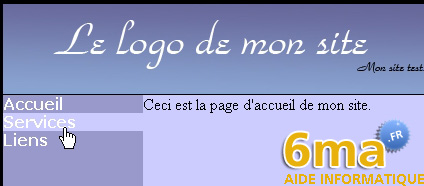 Le logo de mon site
Mon site test
Accueil
Ceci est la page d'accueil de mon site.
Services
Liens
6ma .FR
AIDE INFORMATIQUE